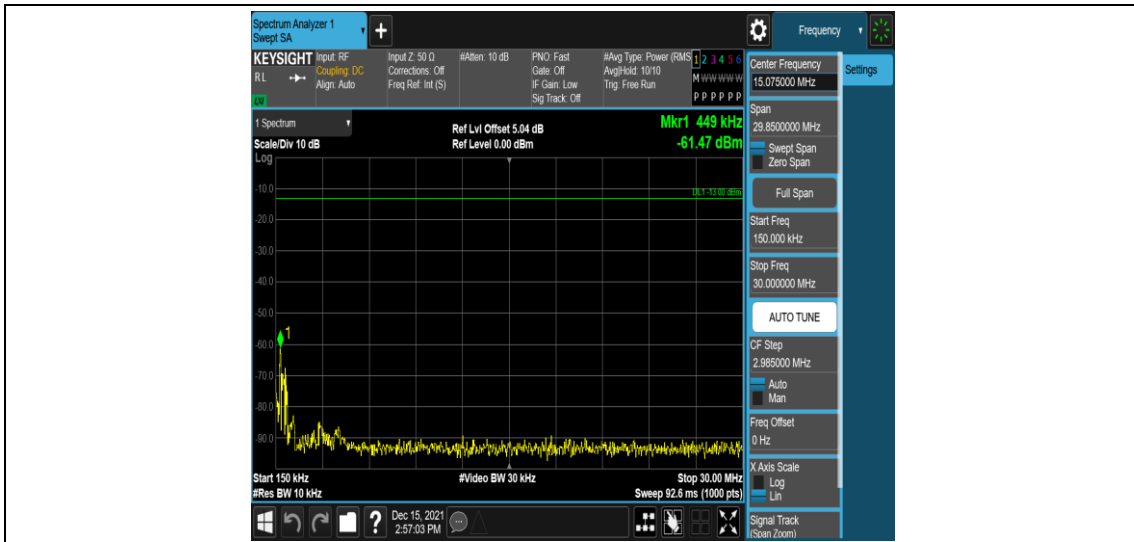 Spectrum Analyzer 1
Swept SA
+
Frequency
KEYSIGHT
RL
LXI
Input: RF
Coupling: DC
Align: Auto
Input Z: 50 Ω
Corrections: Off
Freq Ref: Int (S)
#Atten: 10 dB
PNO: Fast
Gate: Off
IF Gain: Low
Sig Track: Off
#Avg Type: Power (RMS
Avg|Hold: 10/10
Trig: Free Run
1 2 3 4 5 6
M W W W W W
P P P P P P
1 Spectrum
Scale/Div 10 dB
Log
Ref Lvl Offset 5.04 dB
Ref Level 0.00 dBm
Mkr1 449 kHz
-61.47 dBm
DL1 -13.00 dBm
-10.0
-20.0
-30.0
-40.0
-50.0
-60.0
-70.0
-80.0
-90.0
1
Start 150 kHz
#Res BW 10 kHz
#Video BW 30 kHz
Stop 30.00 MHz
Sweep 92.6 ms (1000 pts)
Dec 15, 2021
2:57:03 PM
?
Center Frequency
15.075000 MHz
Settings
Span
29.8500000 MHz
Swept Span
Zero Span
Full Span
Start Freq
150.000 kHz
Stop Freq
30.000000 MHz
AUTO TUNE
CF Step
2.985000 MHz
Auto
Man
Freq Offset
0 Hz
X Axis Scale
Log
Lin
Signal Track
(Span Zoom)